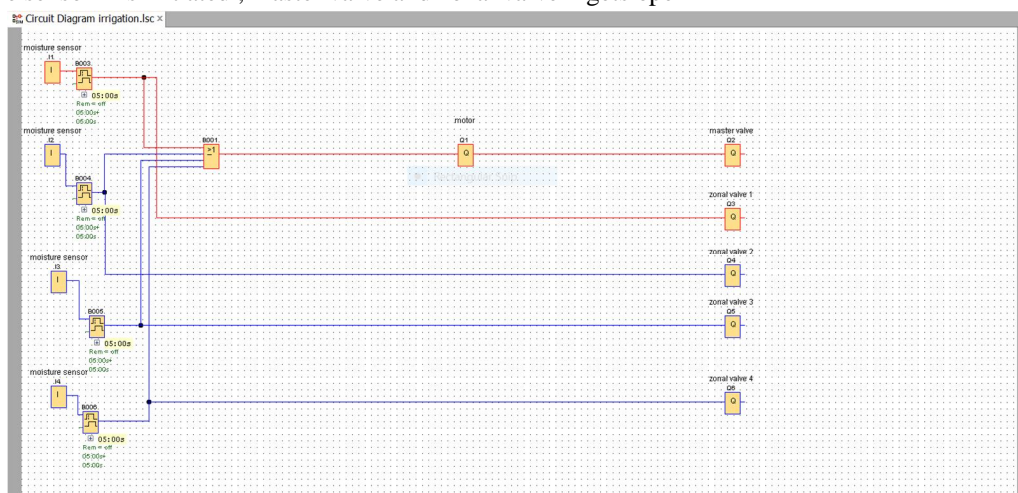 Circuit Diagram irrigation.lsc ×
moisture sensor
I1
I
B003
05:00s
Rem = off
05:00s+
05:00s
motor
moisture sensor
master valve
I2
I
B001
≥1
Q1
Q
Q2
Q
Rectangular S
B004
05:00s
Rem = off
05:00s+
05:00s
zonal valve 1
Q3
Q
zonal valve 2
Q4
Q
moisture sensor
I3
I
zonal valve 3
Q5
Q
B005
05:00s
Rem = off
05:00s+
05:00s
moisture sensor
I4
I
zonal valve 4
Q6
Q
B006
05:00s
Rem = off
05:00s+
05:00s